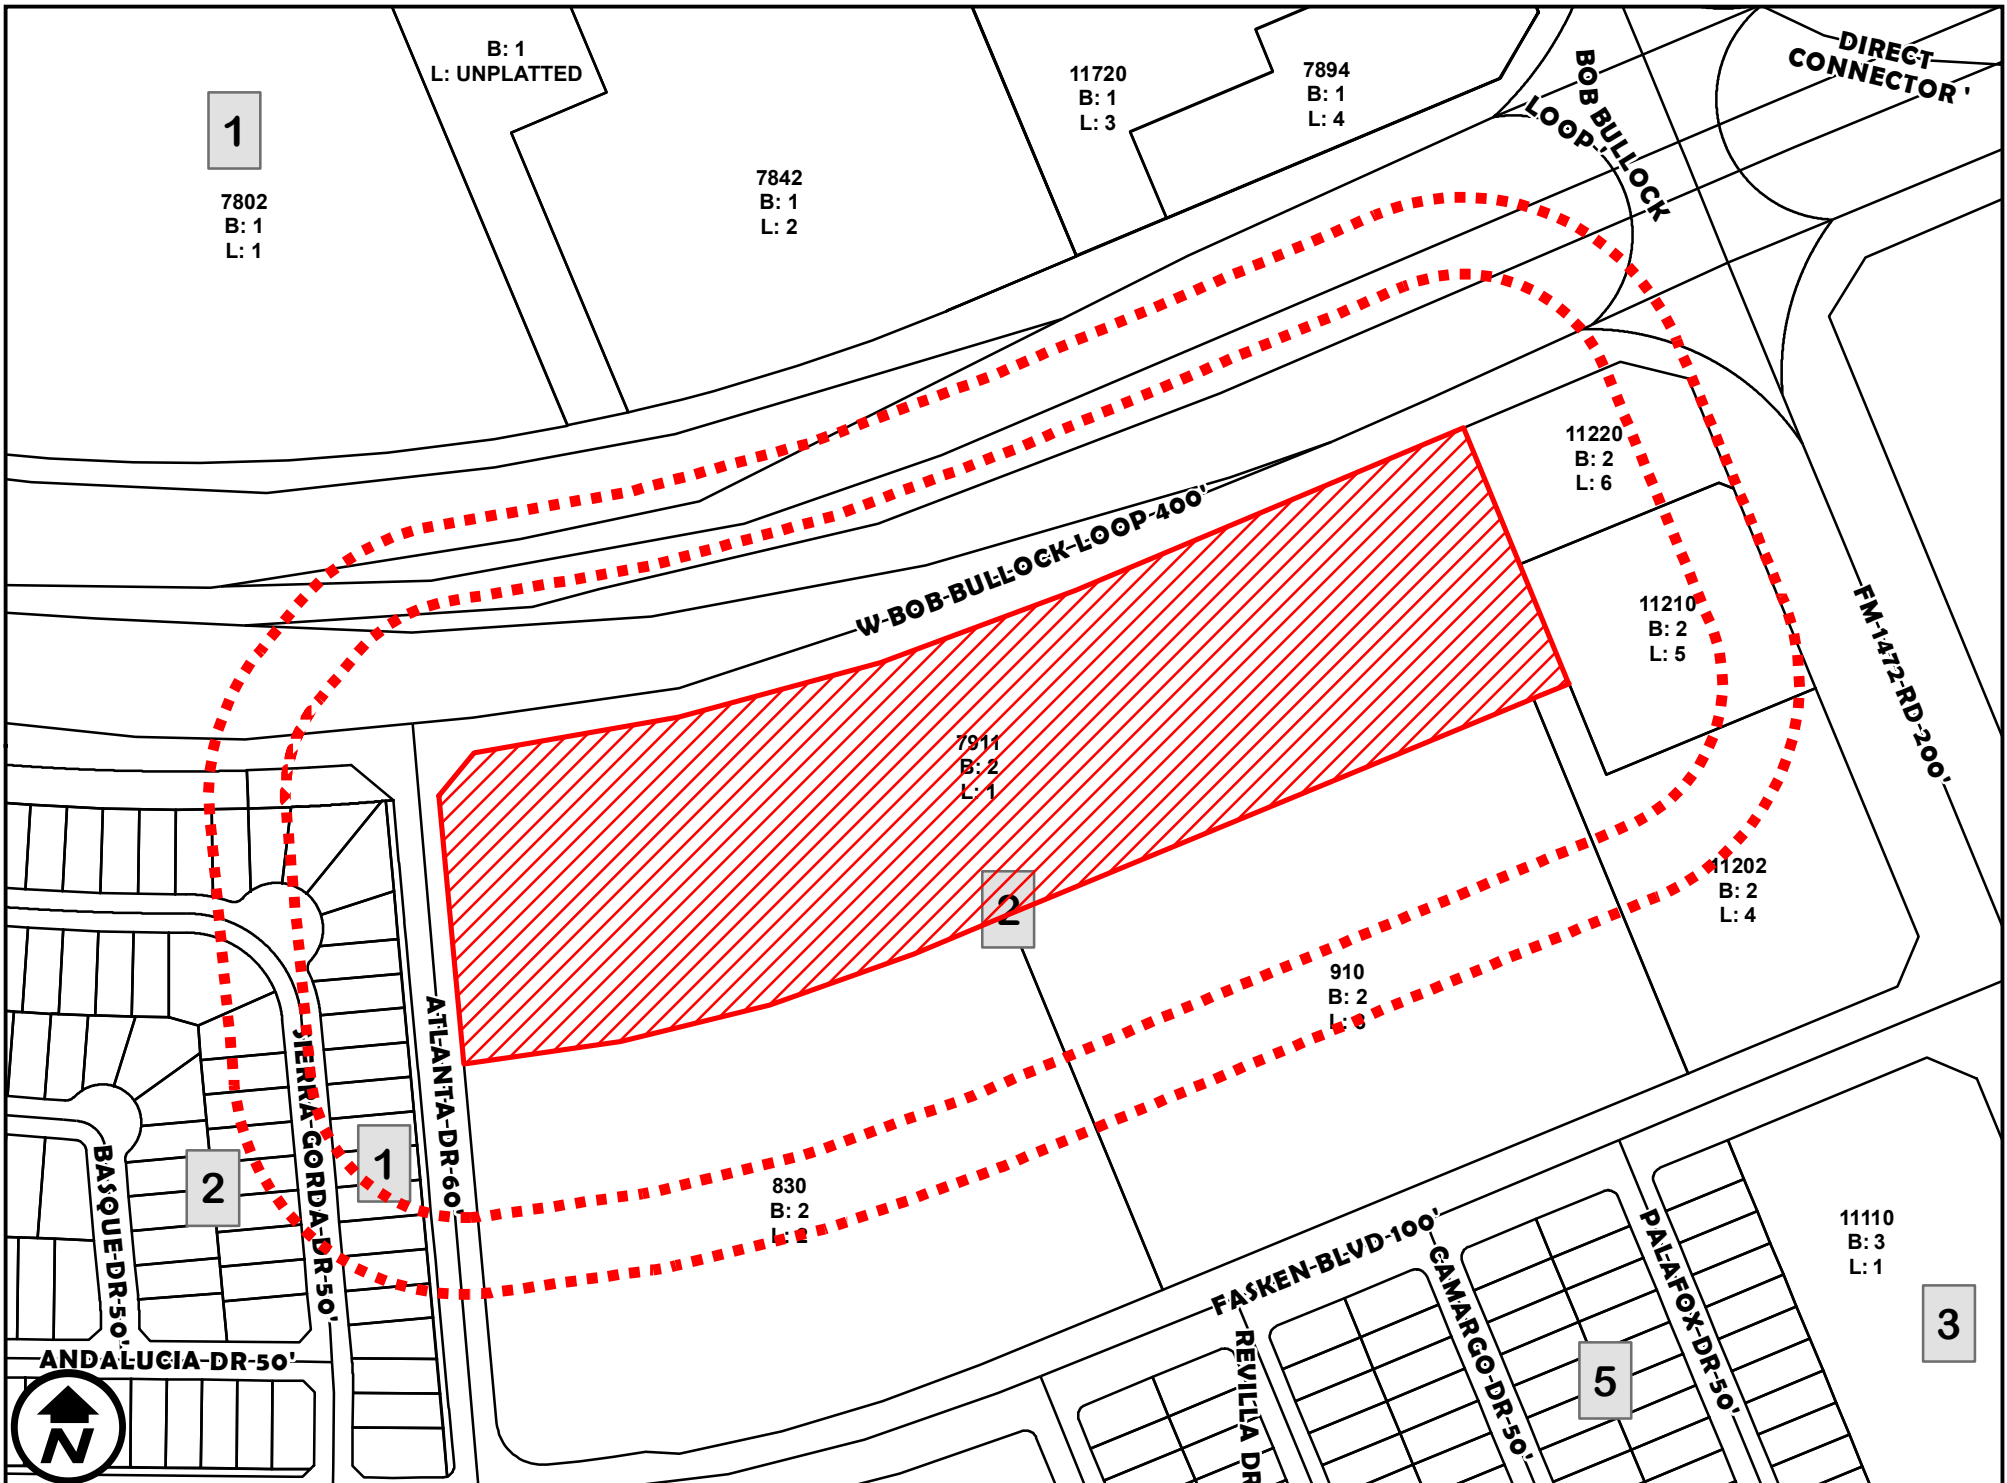 B: 1
L: UNPLATTED
1
7802
B: 1
L: 1
7842
B: 1
L: 2
11720
B: 1
L: 3
7894
B: 1
L: 4
BOB BULLOCK
LOOP '
DIRECT
CONNECTOR '
W BOB BULLOCK LOOP 400'
11220
B: 2
L: 6
11210
B: 2
L: 5
FM 1472 RD 200'
7911
B: 2
L: 1
2
11202
B: 2
L: 4
910
B: 2
L: 3
830
B: 2
L: 2
ATLANTA DR 60'
SIERRA GORDA DR 50'
1
2
BASQUE DR 50'
ANDALUCIA DR 50'
N
FASKEN BLVD 100'
REVILLA DR
CAMARGO DR 50'
PALAFOX DR 50'
5
11110
B: 3
L: 1
3